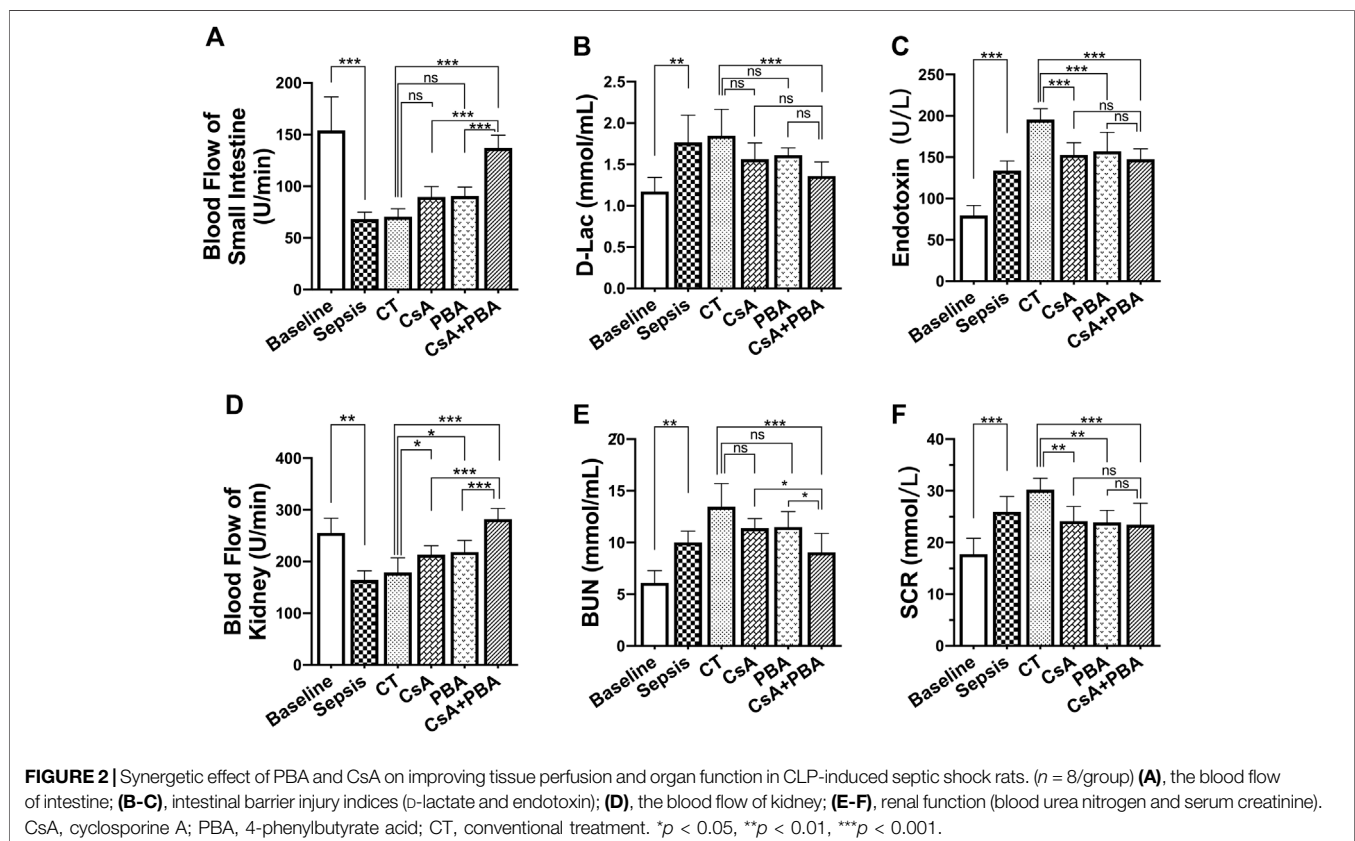 A
Blood Flow of
Small Intestine
(U/min)
200
150
100
50
0
***
***
ns
ns
***
***
Baseline
Sepsis
CT
CsA
PBA
CsA+PBA
B
D-Lac (mmol/mL)
2.5
2.0
1.5
1.0
0.5
0.0
**
***
ns
ns
ns
ns
Baseline
Sepsis
CT
CsA
PBA
CsA+PBA
C
Endotoxin (U/L)
250
200
150
100
50
0
***
***
***
***
ns
ns
Baseline
Sepsis
CT
CsA
PBA
CsA+PBA
D
Blood Flow of
Kidney (U/min)
400
300
200
100
0
**
***
*
*
***
***
Baseline
Sepsis
CT
CsA
PBA
CsA+PBA
E
BUN (mmol/mL)
20
15
10
5
0
**
***
ns
ns
*
*
Baseline
Sepsis
CT
CsA
PBA
CsA+PBA
F
SCR (mmol/L)
40
30
20
10
0
***
***
**
**
ns
ns
Baseline
Sepsis
CT
CsA
PBA
CsA+PBA
FIGURE 2 | Synergetic effect of PBA and CsA on improving tissue perfusion and organ function in CLP-induced septic shock rats. (n = 8/group) (A), the blood flow
of intestine; (B-C), intestinal barrier injury indices (D-lactate and endotoxin); (D), the blood flow of kidney; (E-F), renal function (blood urea nitrogen and serum creatinine).
CsA, cyclosporine A; PBA, 4-phenylbutyrate acid; CT, conventional treatment. *p < 0.05, **p < 0.01, ***p < 0.001.